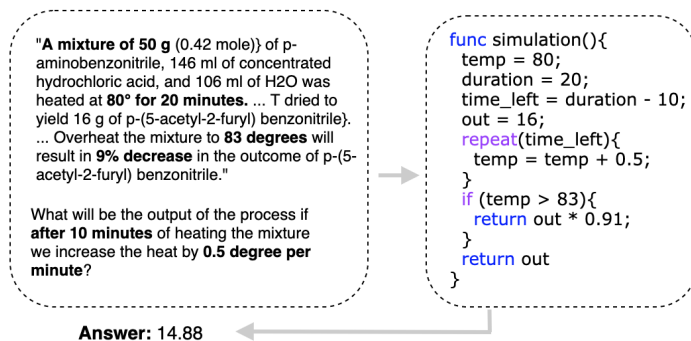 "A mixture of 50 g (0.42 mole)} of p-
aminobenzonitrile, 146 ml of concentrated
hydrochloric acid, and 106 ml of H2O was
heated at 80° for 20 minutes. ... T dried to
yield 16 g of p-(5-acetyl-2-furyl) benzonitrile}.
... Overheat the mixture to 83 degrees will
result in 9% decrease in the outcome of p-(5-
acetyl-2-furyl) benzonitrile."
What will be the output of the process if
after 10 minutes of heating the mixture
we increase the heat by 0.5 degree per
minute?
func simulation(){
temp = 80;
duration = 20;
time_left = duration - 10;
out = 16;
repeat(time_left){
temp = temp + 0.5;
}
if (temp > 83){
return out * 0.91;
}
return out
}
Answer: 14.88